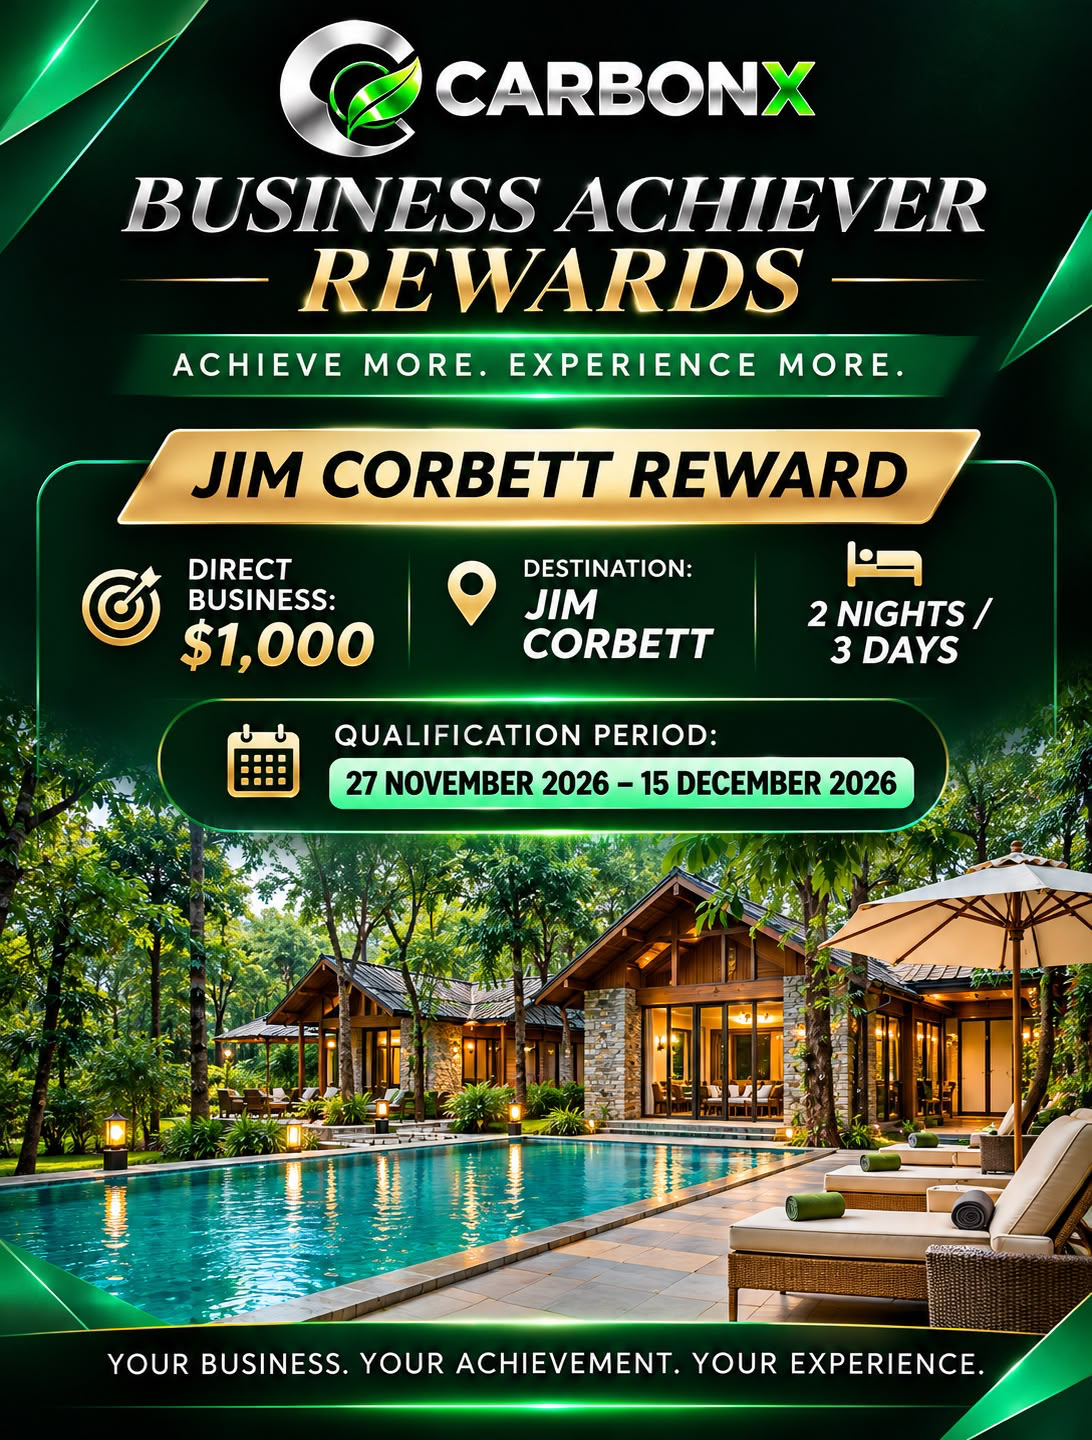 CARBONX
BUSINESS ACHIEVER
REWARDS
ACHIEVE MORE. EXPERIENCE MORE.
JIM CORBETT REWARD
DIRECT
BUSINESS:
$1,000
DESTINATION:
JIM
CORBETT
2 NIGHTS /
3 DAYS
QUALIFICATION PERIOD:
27 NOVEMBER 2026 – 15 DECEMBER 2026
YOUR BUSINESS. YOUR ACHIEVEMENT. YOUR EXPERIENCE.